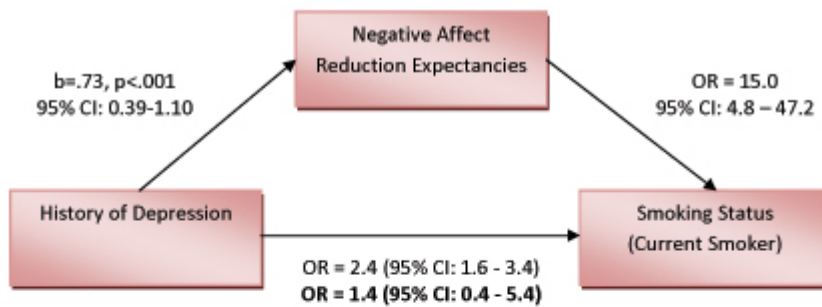 Negative Affect
Reduction Expectancies
b=.73, p<.001
95% CI: 0.39-1.10
OR = 15.0
95% CI: 4.8 – 47.2
History of Depression
Smoking Status
(Current Smoker)
OR = 2.4 (95% CI: 1.6 - 3.4)
OR = 1.4 (95% CI: 0.4 - 5.4)